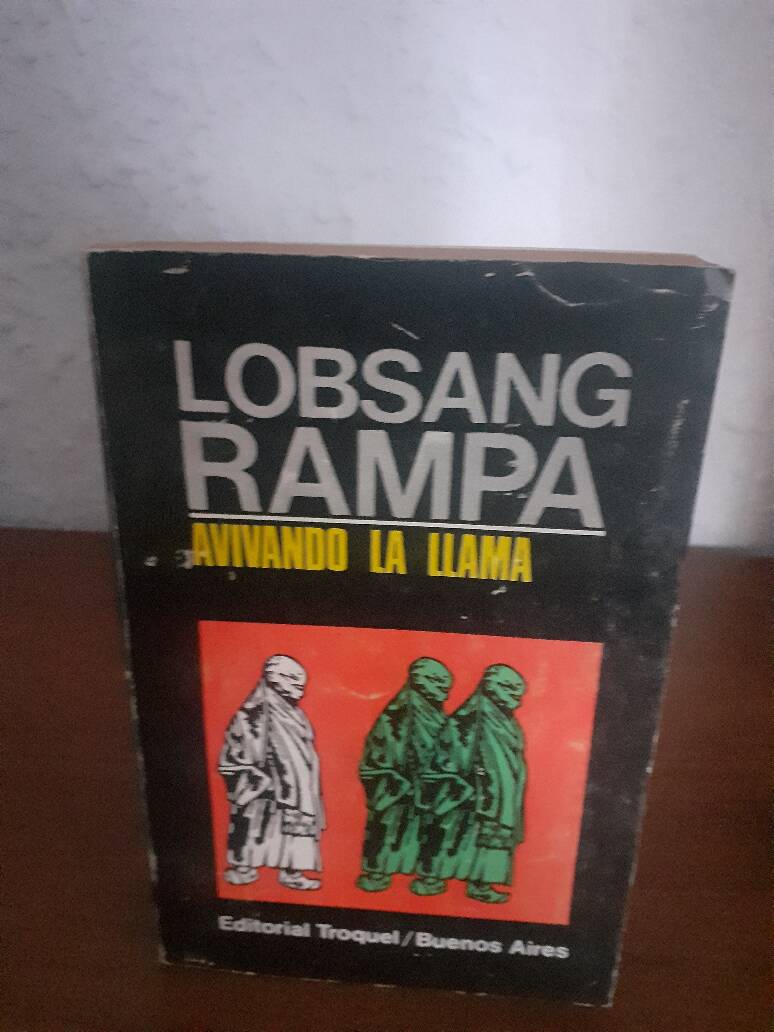 LOBSANG
RAMPA
AVIVANDO LA LLAMA
Editorial Troquel/Buenos Aires